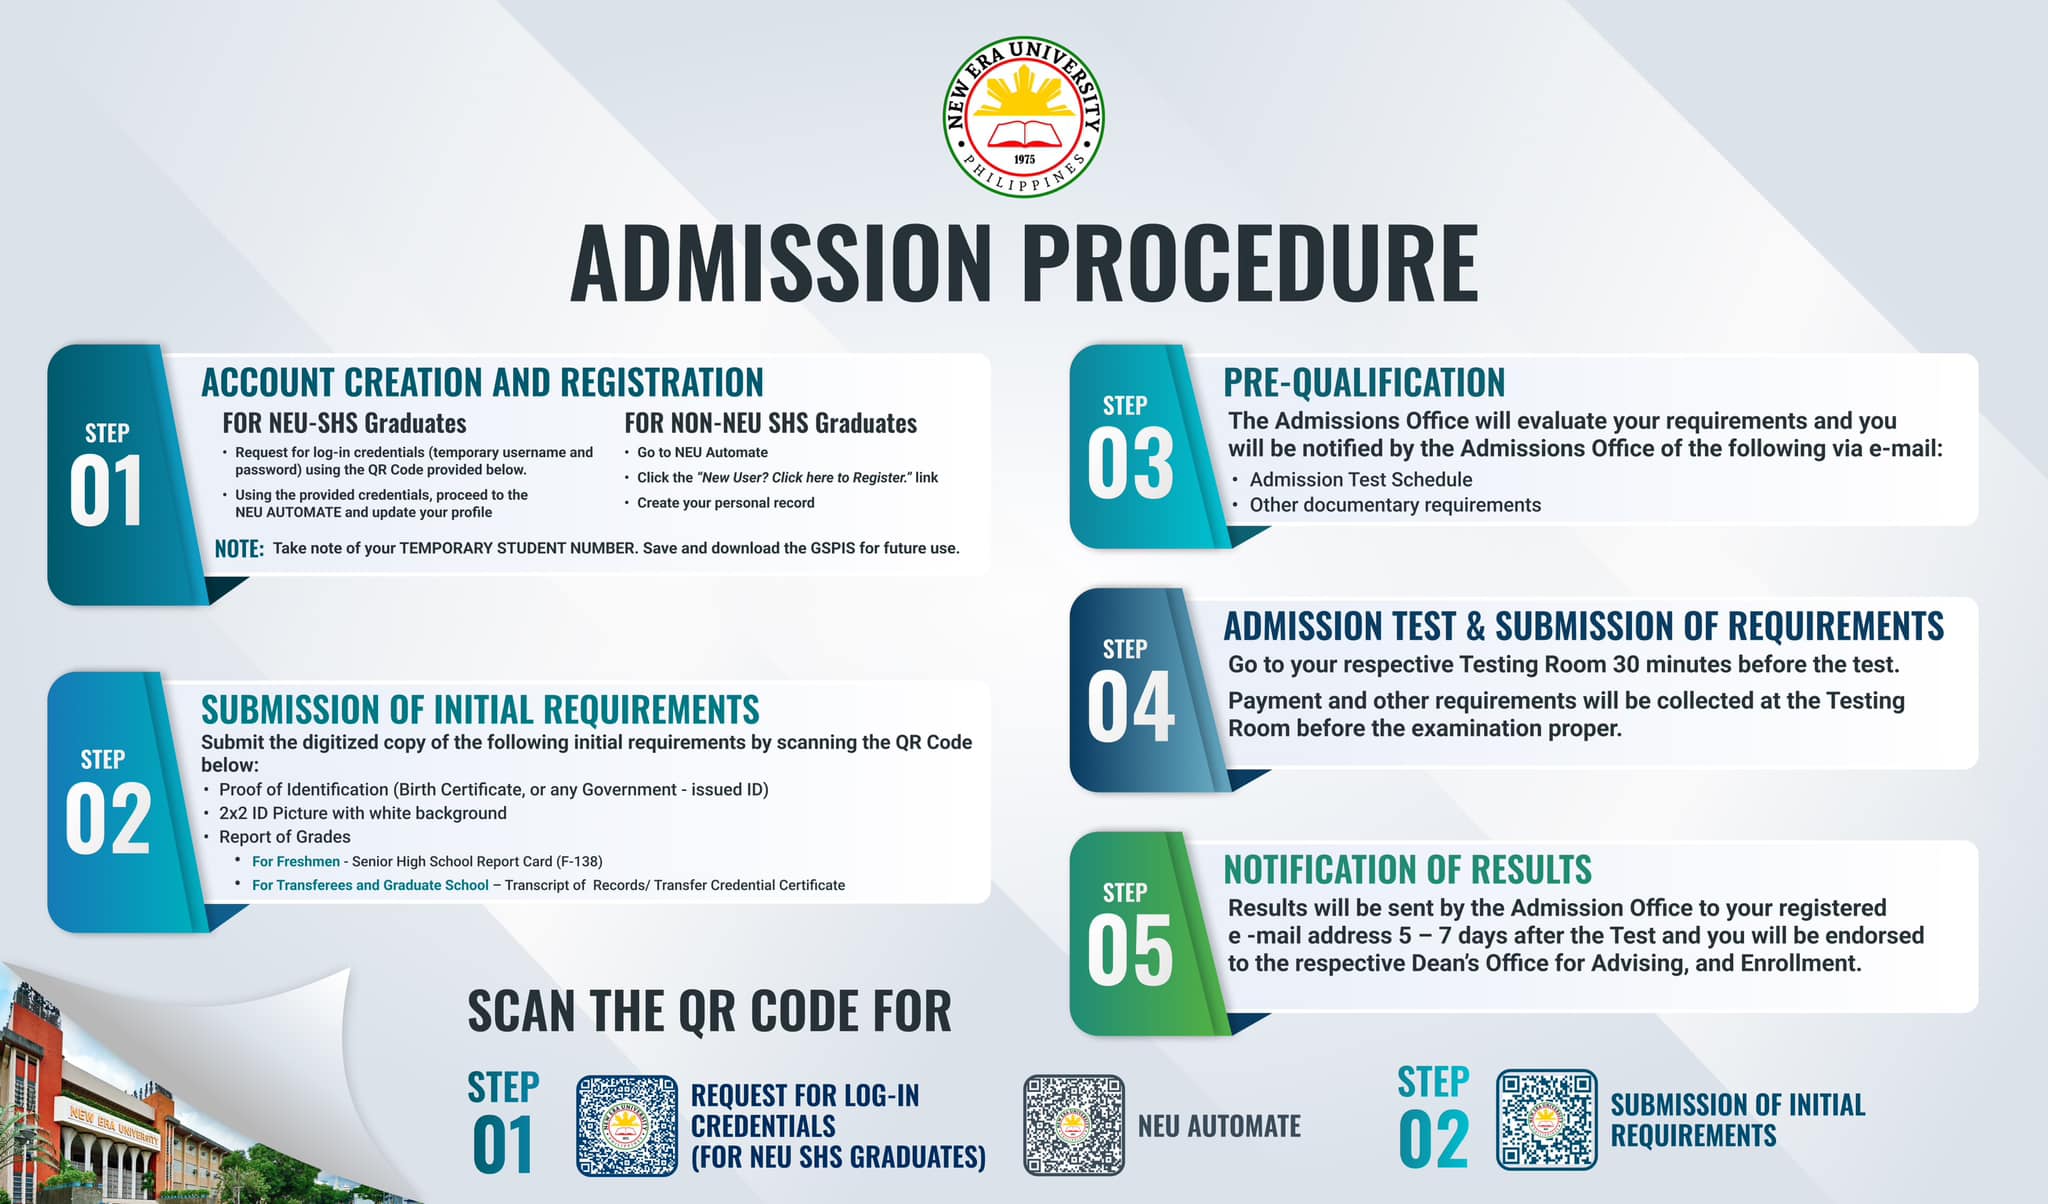 NEW ERA UNIVERSITY
1975
PHILIPPINES
ADMISSION PROCEDURE
STEP
01
ACCOUNT CREATION AND REGISTRATION
FOR NEU-SHS Graduates
• Request for log-in credentials (temporary username and
password) using the QR Code provided below.
• Using the provided credentials, proceed to the
NEU AUTOMATE and update your profile
FOR NON-NEU SHS Graduates
• Go to NEU Automate
• Click the "New User? Click here to Register." link
• Create your personal record
NOTE: Take note of your TEMPORARY STUDENT NUMBER. Save and download the GSPIS for future use.
STEP
02
SUBMISSION OF INITIAL REQUIREMENTS
Submit the digitized copy of the following initial requirements by scanning the QR Code
below:
• Proof of Identification (Birth Certificate, or any Government - issued ID)
• 2x2 ID Picture with white background
• Report of Grades
• For Freshmen - Senior High School Report Card (F-138)
• For Transferees and Graduate School – Transcript of Records/ Transfer Credential Certificate
STEP
03
PRE-QUALIFICATION
The Admissions Office will evaluate your requirements and you
will be notified by the Admissions Office of the following via e-mail:
• Admission Test Schedule
• Other documentary requirements
STEP
04
ADMISSION TEST & SUBMISSION OF REQUIREMENTS
Go to your respective Testing Room 30 minutes before the test.
Payment and other requirements will be collected at the Testing
Room before the examination proper.
STEP
05
NOTIFICATION OF RESULTS
Results will be sent by the Admission Office to your registered
e -mail address 5 – 7 days after the Test and you will be endorsed
to the respective Dean's Office for Advising, and Enrollment.
NEW ERA UNIVERSITY
SCAN THE QR CODE FOR
STEP
01
REQUEST FOR LOG-IN
CREDENTIALS
(FOR NEU SHS GRADUATES)
NEU AUTOMATE
STEP
02
SUBMISSION OF INITIAL
REQUIREMENTS